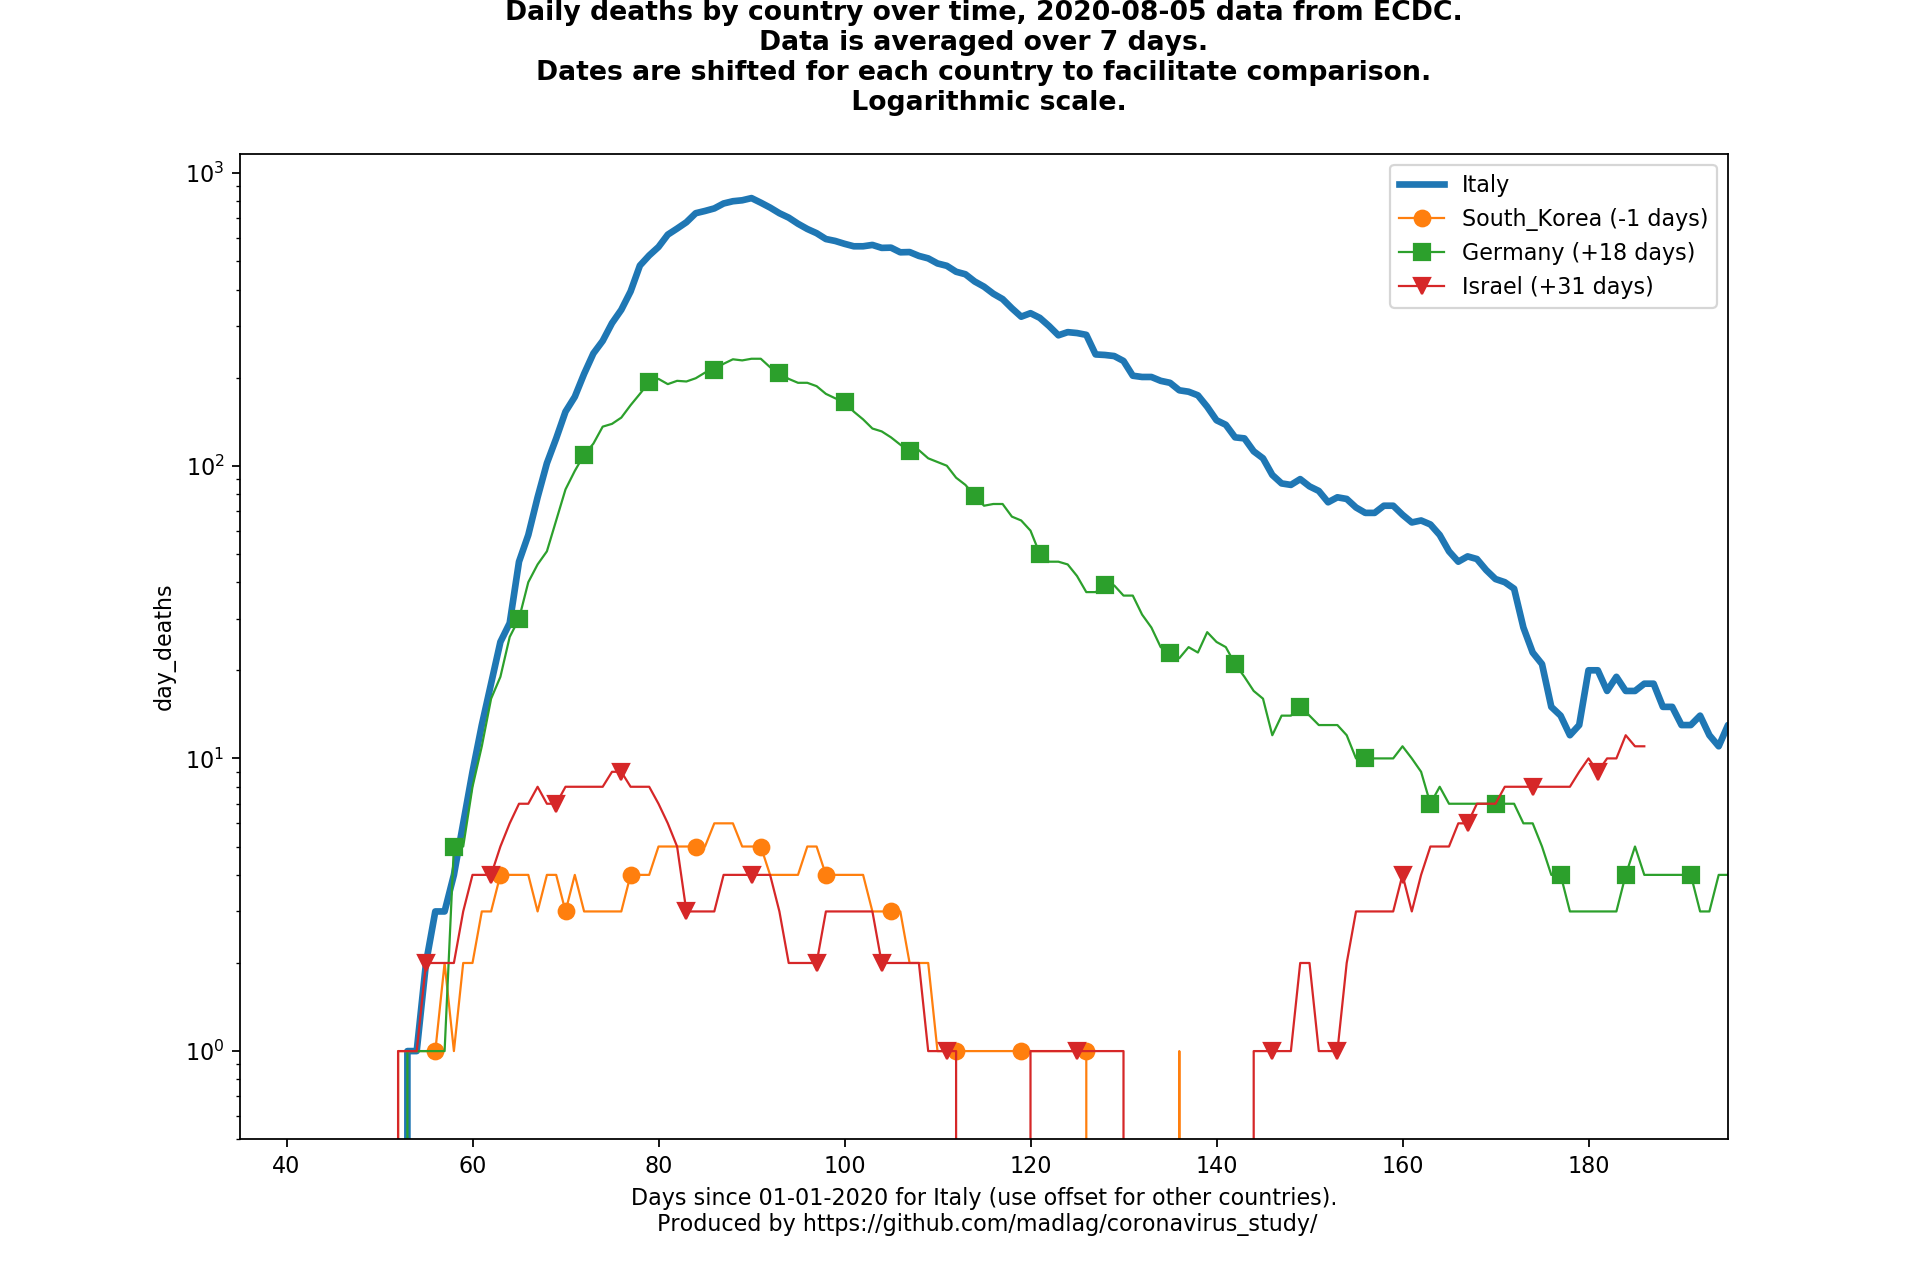 Daily deaths by country over time, 2020-08-05 data from ECDC.
Data is averaged over 7 days.
Dates are shifted for each country to facilitate comparison.
Logarithmic scale.
10³
10²
10¹
10⁰
day_deaths
Italy
South_Korea (-1 days)
Germany (+18 days)
Israel (+31 days)
40 60 80 100 120 140 160 180
Days since 01-01-2020 for Italy (use offset for other countries).
Produced by https://github.com/madlag/coronavirus_study/